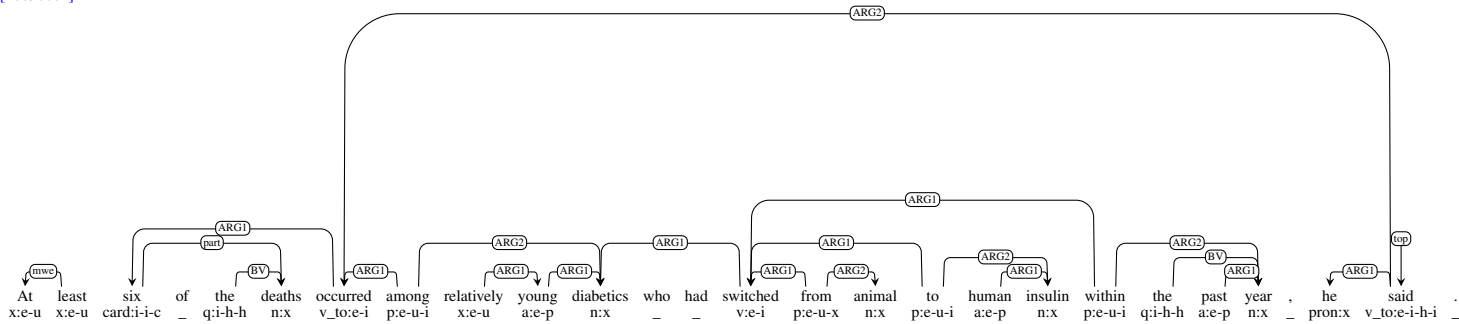 ARG2
ARG1
ARG1
part
ARG2
ARG1
ARG1
ARG2
top
mwe
BV
ARG1
ARG1
ARG1
ARG1
ARG2
ARG2
ARG1
BV
ARG1
ARG1
At least six of the deaths occurred among relatively young diabetics who had switched from animal to human insulin within the past year , he said .
x:e-u x:e-u card:i-i-c _ q:i-h-h n:x v_to:e-i p:e-u-i x:e-u a:e-p n:x _ _ v:e-i p:e-u-x n:x p:e-u-i a:e-p n:x p:e-u-i q:i-h-h a:e-p n:x _ pron:x v_to:e-i-h-i _